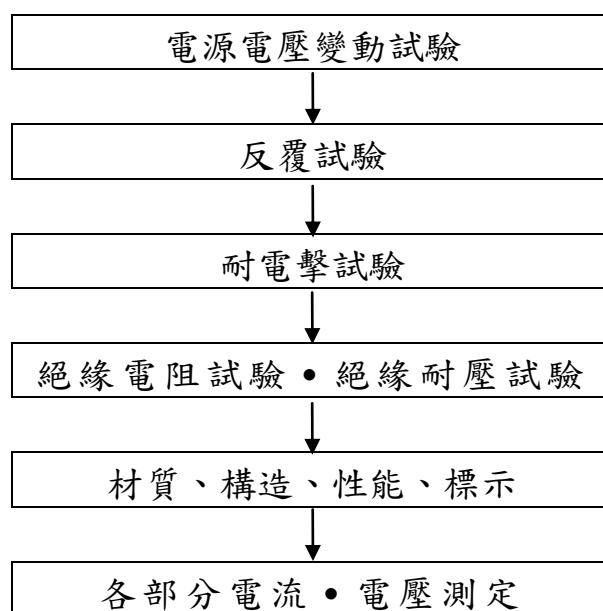 電源電壓變動試驗
反覆試驗
耐電擊試驗
絕緣電阻試驗 • 絕緣耐壓試驗
材質、構造、性能、標示
各部分電流 • 電壓測定